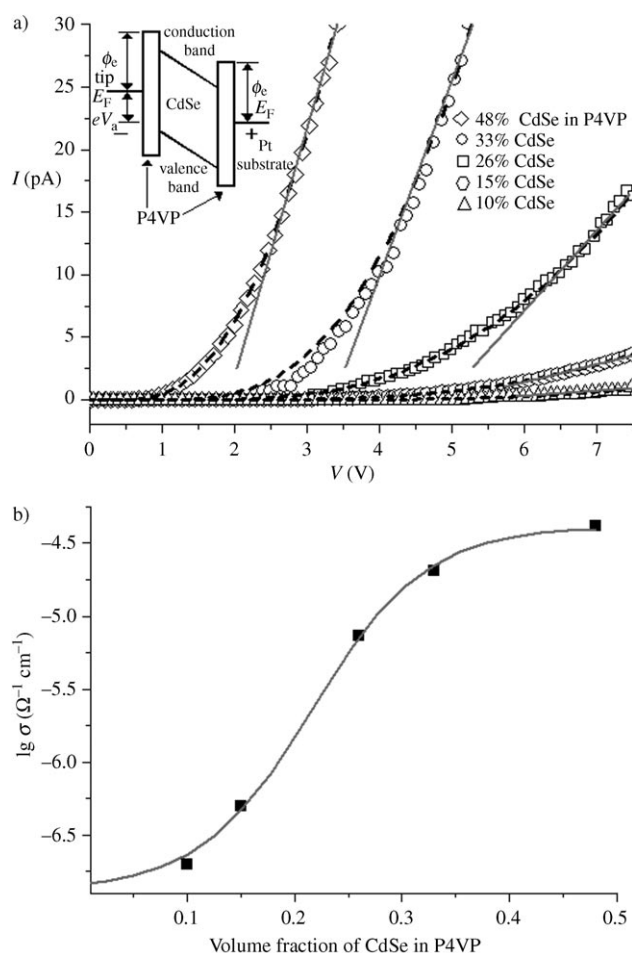 a)
30
25
20
15
10
5
0
I (pA)
0 1 2 3 4 5 6 7
V (V)
conduction
band
ϕe
tip
EF
eVa
−
CdSe
ϕe
EF
+ Pt
substrate
valence
band
P4VP
48% CdSe in P4VP
33% CdSe
26% CdSe
15% CdSe
10% CdSe
b)
−4.5
−5.0
−5.5
−6.0
−6.5
lg σ (Ω−1 cm−1)
0.1 0.2 0.3 0.4 0.5
Volume fraction of CdSe in P4VP